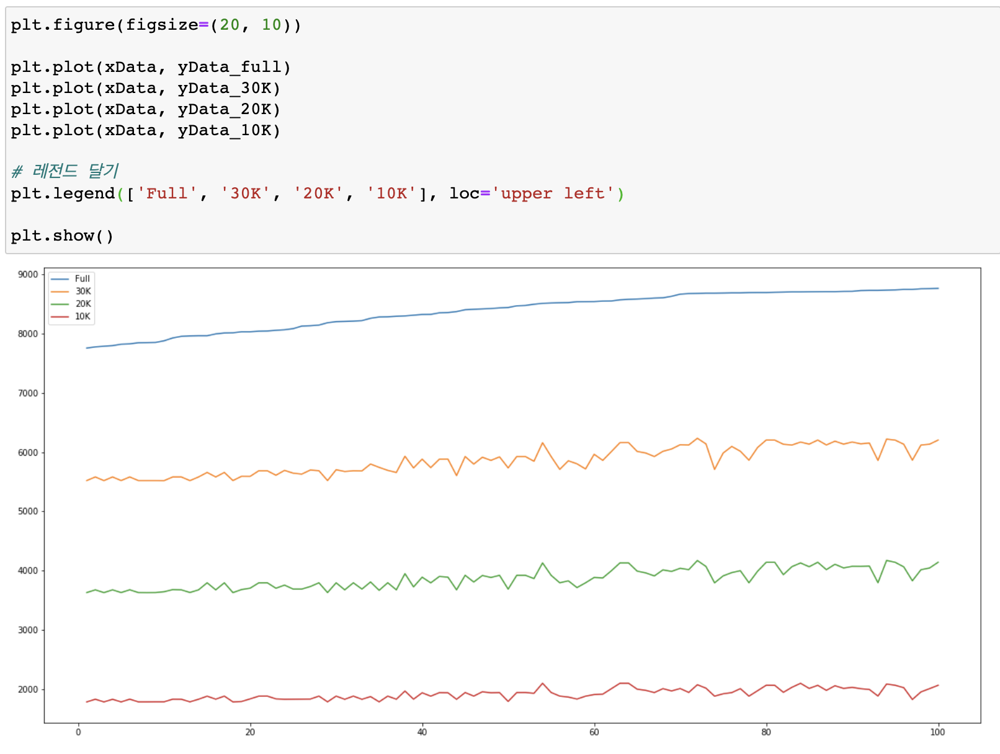 plt.figure(figsize=(20, 10))
plt.plot(xData, yData_full)
plt.plot(xData, yData_30K)
plt.plot(xData, yData_20K)
plt.plot(xData, yData_10K)
# 레전드 달기
plt.legend(['Full', '30K', '20K', '10K'], loc='upper left')
plt.show()
Full
30K
20K
10K
9000
8000
7000
6000
5000
4000
3000
2000
0 20 40 60 80 100